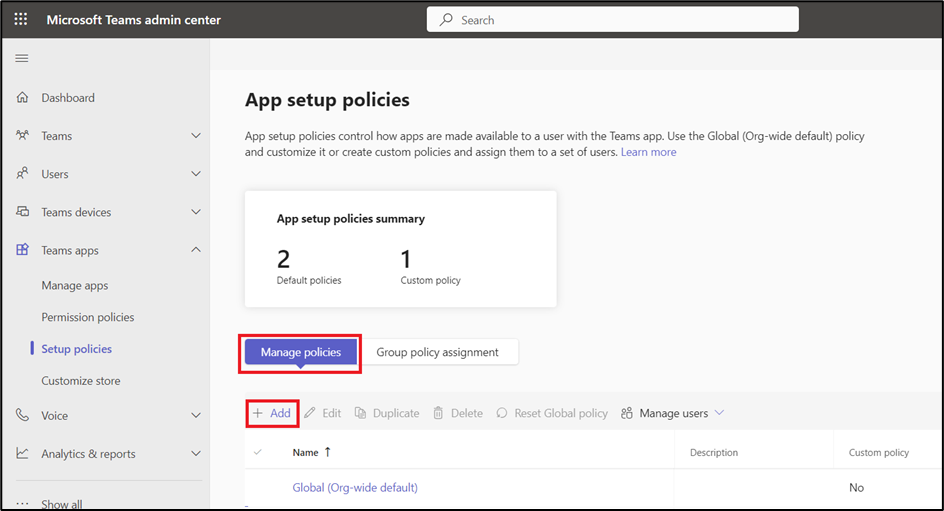 Microsoft Teams admin center
Search
Dashboard
Teams
Users
Teams devices
Teams apps
Manage apps
Permission policies
Setup policies
Customize store
Voice
Analytics & reports
Show all
App setup policies
App setup policies control how apps are made available to a user with the Teams app. Use the Global (Org-wide default) policy
and customize it or create custom policies and assign them to a set of users. Learn more
App setup policies summary
2 1
Default policies Custom policy
Manage policies Group policy assignment
+ Add Edit Duplicate Delete Reset Global policy Manage users
Name ↑ Description Custom policy
Global (Org-wide default) No